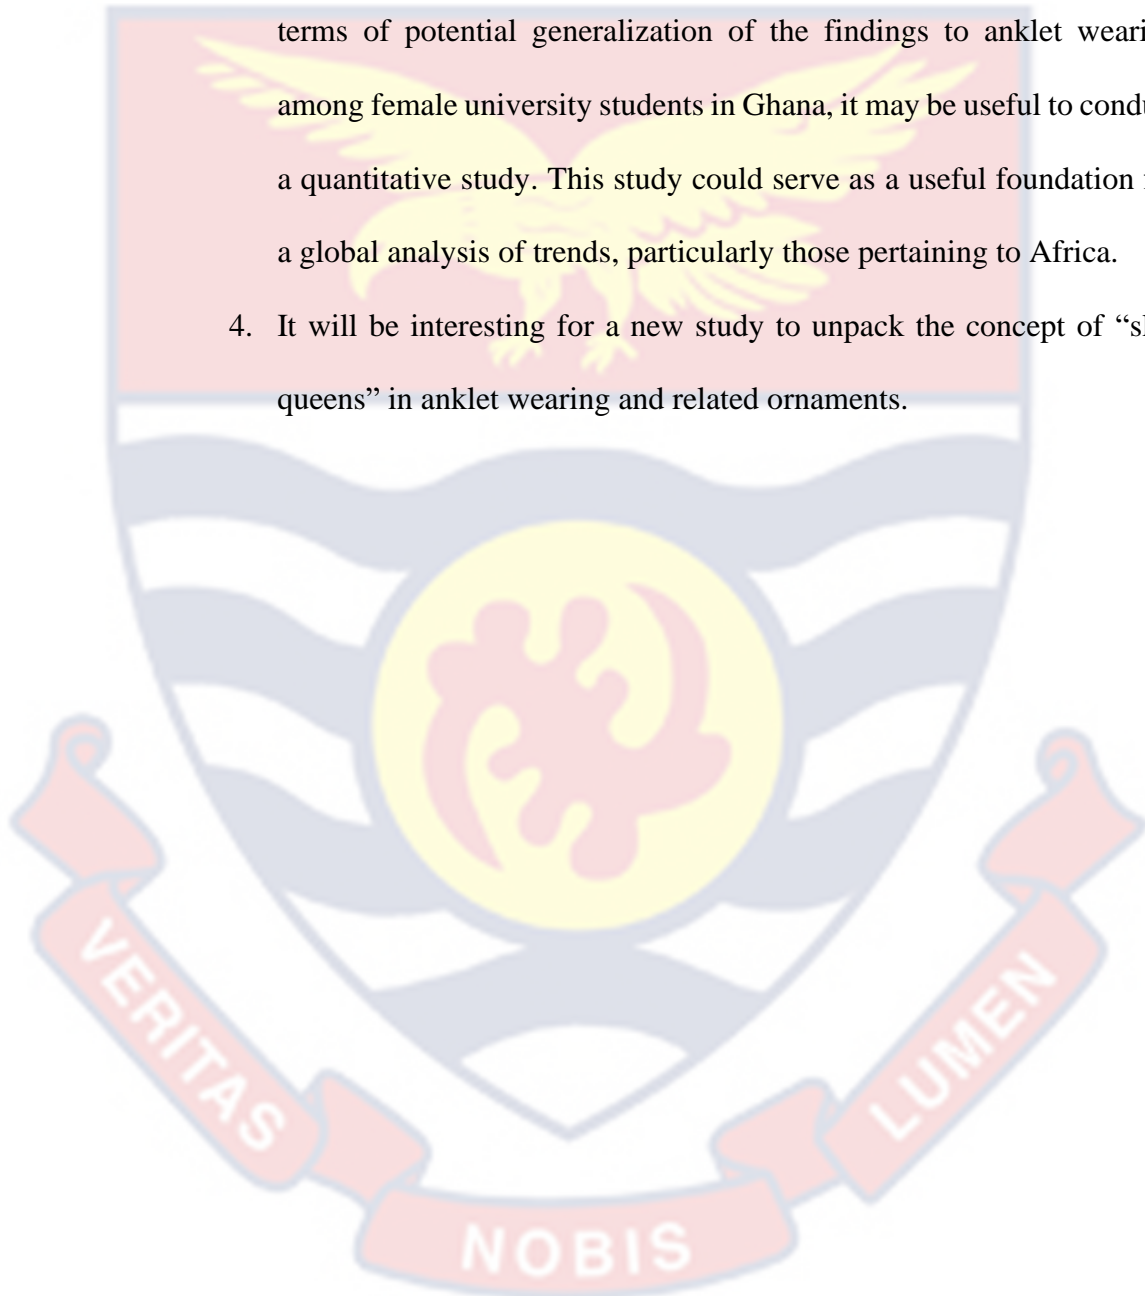 terms of potential generalization of the findings to anklet weari
among female university students in Ghana, it may be useful to condu
a quantitative study. This study could serve as a useful foundation
a global analysis of trends, particularly those pertaining to Africa.
4. It will be interesting for a new study to unpack the concept of “sl
queens” in anklet wearing and related ornaments.
VERITAS
NOBIS
LUMEN